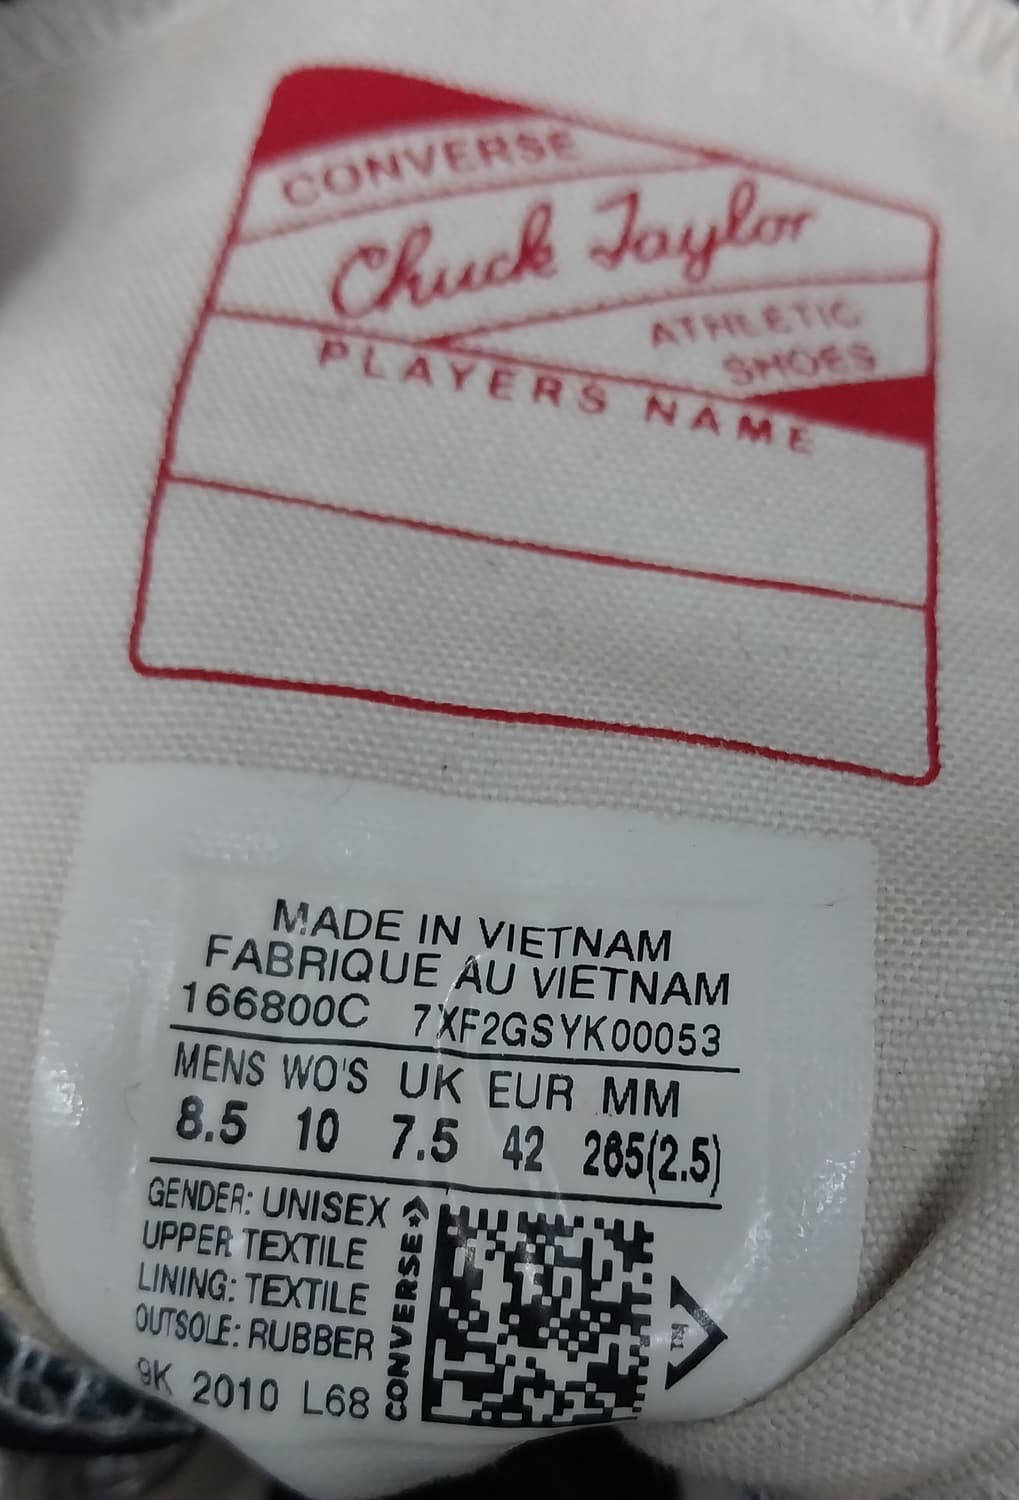 CONVERSE
Chuck Taylor
ATHLETIC
SHOES
PLAYERS NAME
MADE IN VIETNAM
FABRIQUE AU VIETNAM
166800C 7XF2GSYK00053
MENS WO'S UK EUR MM
8.5 10 7.5 42 265(2.5)
GENDER: UNISEX
UPPER TEXTILE
LINING: TEXTILE
OUTSOLE: RUBBER
9K 2010 L68
CONVERSE